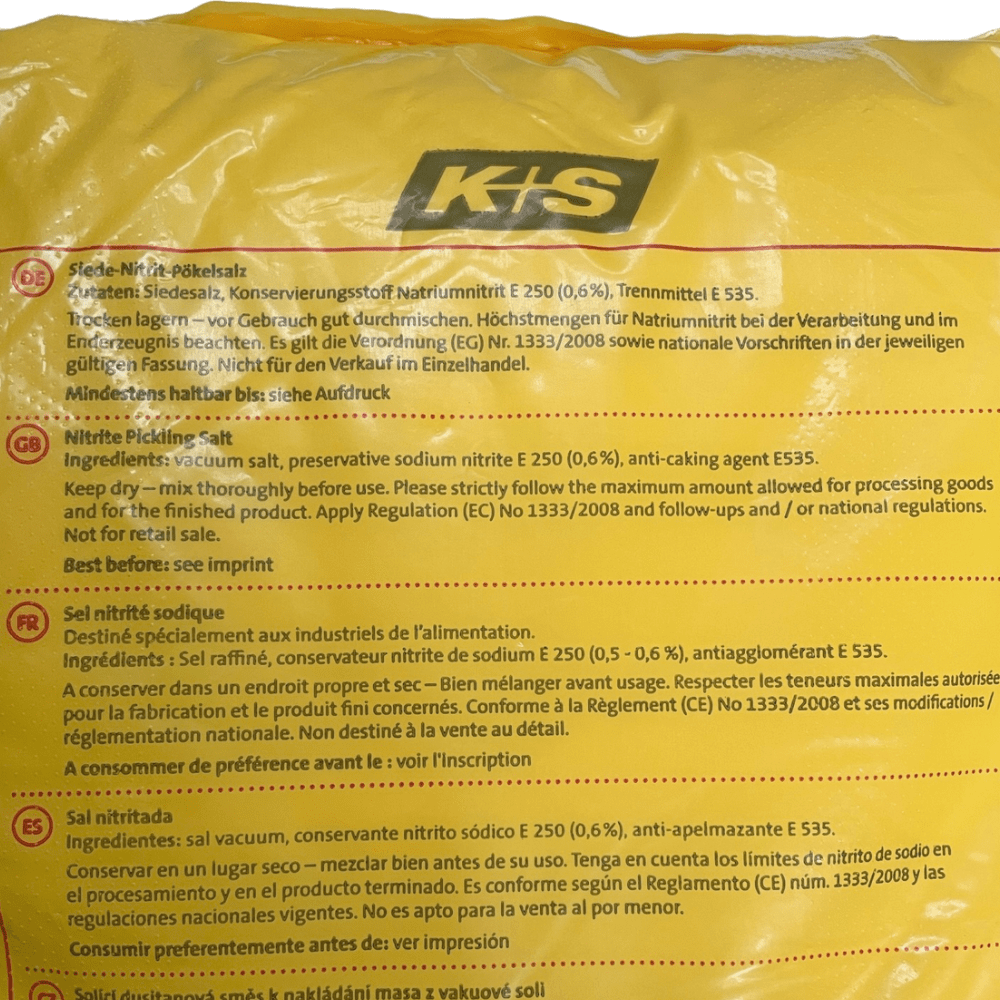 K+S
DE
Siede-Nitrit-Pökelsalz
Zutaten: Siedesalz, Konservierungsstoff Natriumnitrit E 250 (0,6%), Trennmittel E 535.
Trocken lagern – vor Gebrauch gut durchmischen. Höchstmengen für Natriumnitrit bei der Verarbeitung und im
Enderzeugnis beachten. Es gilt die Verordnung (EG) Nr. 1333/2008 sowie nationale Vorschriften in der jeweiligen
gültigen Fassung. Nicht für den Verkauf im Einzelhandel.
Mindestens haltbar bis: siehe Aufdruck
GB
Nitrite Pickling Salt
Ingredients: vacuum salt, preservative sodium nitrite E 250 (0,6%), anti-caking agent E535.
Keep dry – mix thoroughly before use. Please strictly follow the maximum amount allowed for processing goods
and for the finished product. Apply Regulation (EC) No 1333/2008 and follow-ups and / or national regulations.
Not for retail sale.
Best before: see imprint
FR
Sel nitrité sodique
Destiné spécialement aux industriels de l'alimentation.
Ingrédients : Sel raffiné, conservateur nitrite de sodium E 250 (0,5 - 0,6 %), antiagglomérant E 535.
A conserver dans un endroit propre et sec – Bien mélanger avant usage. Respecter les teneurs maximales autorisée
pour la fabrication et le produit fini concernés. Conforme à la Règlement (CE) No 1333/2008 et ses modifications /
réglementation nationale. Non destiné à la vente au détail.
A consommer de préférence avant le : voir l'Inscription
ES
Sal nitritada
Ingredientes: sal vacuum, conservante nitrito sódico E 250 (0,6%), anti-apelmazante E 535.
Conservar en un lugar seco – mezclar bien antes de su uso. Tenga en cuenta los límites de nitrito de sodio en
el procesamiento y en el producto terminado. Es conforme según el Reglamento (CE) núm. 1333/2008 y las
regulaciones nacionales vigentes. No es apto para la venta al por menor.
Consumir preferentemente antes de: ver impresión
Solící dusitanová směs k nakládání masa z vakuové soli